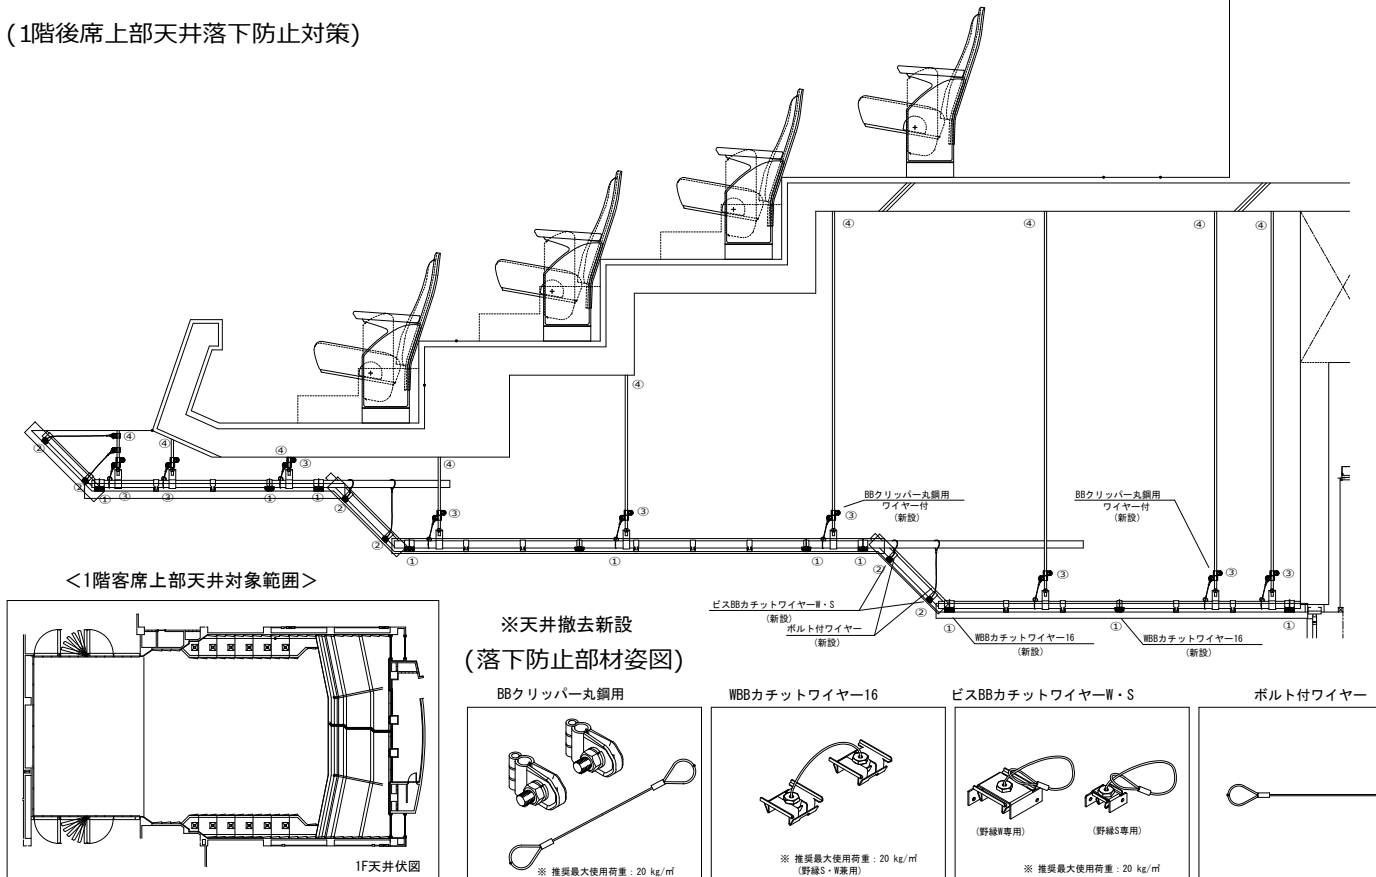 (1階後席上部天井落下防止対策)
④
④
④
④
④
④
④
④
④
②
③
②
①
③
③
①
①
②
④
③
③
③
②
①
①
①
①
②
BBクリッパー丸鋼用
ワイヤー付
(新設)
BBクリッパー丸鋼用
ワイヤー付
(新設)
③
③
③
②
①
①
①
ビスBBカチットワイヤーW・S
(新設)
ボルト付ワイヤー
(新設)
WBBカチットワイヤー16
(新設)
WBBカチットワイヤー16
(新設)
<1階客席上部天井対象範囲>
1F天井伏図
※天井撤去新設
(落下防止部材姿図)
BBクリッパー丸鋼用
※ 推奨最大使用荷重：20 kg/㎡
WBBカチットワイヤー16
※ 推奨最大使用荷重：20 kg/㎡
(野縁S・W兼用)
ビスBBカチットワイヤーW・S
(野縁W専用)
(野縁S専用)
※ 推奨最大使用荷重：20 kg/㎡
ボルト付ワイヤー